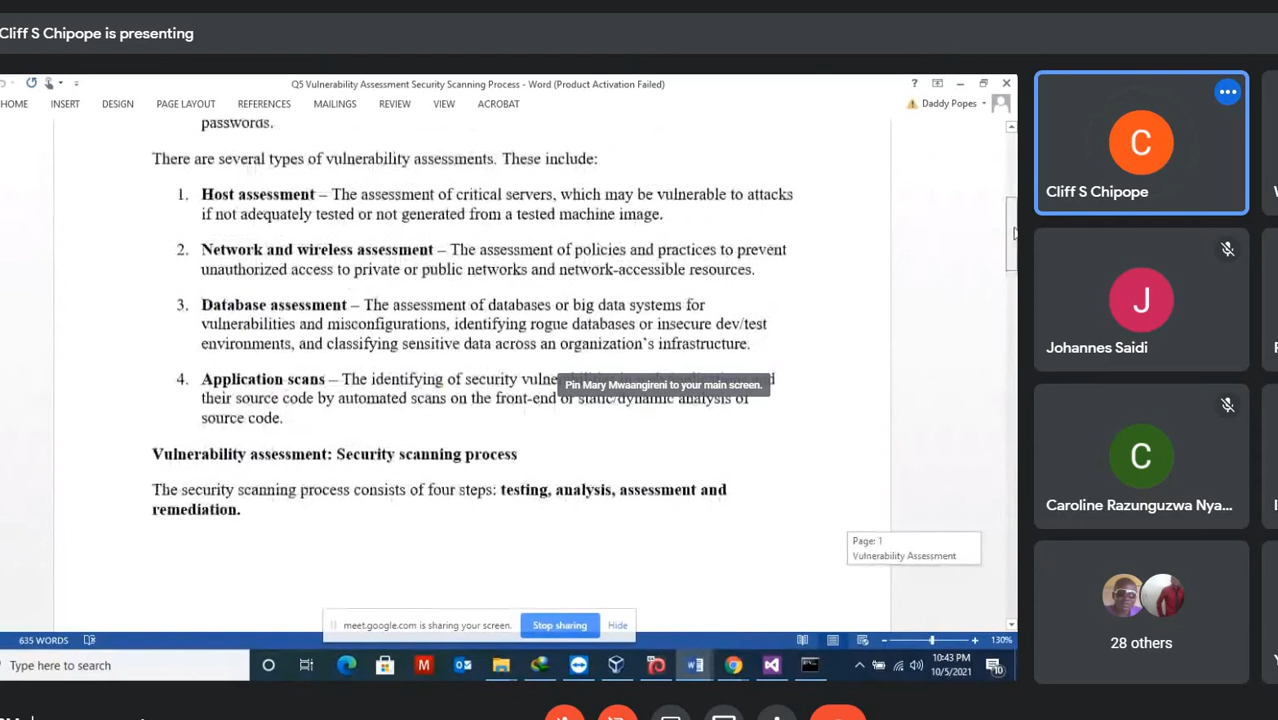 Cliff S Chipope is presenting
Q5 Vulnerability Assessment Security Scanning Process - Word (Product Activation Failed)
HOME INSERT DESIGN PAGE LAYOUT REFERENCES MAILINGS REVIEW VIEW ACROBAT Daddy Popes
passwords.
There are several types of vulnerability assessments. These include:
1. Host assessment – The assessment of critical servers, which may be vulnerable to attacks
if not adequately tested or not generated from a tested machine image.
2. Network and wireless assessment – The assessment of policies and practices to prevent
unauthorized access to private or public networks and network-accessible resources.
3. Database assessment – The assessment of databases or big data systems for
vulnerabilities and misconfigurations, identifying rogue databases or insecure dev/test
environments, and classifying sensitive data across an organization's infrastructure.
4. Application scans – The identifying of security
Pin Mary Mwaangireni to your main screen.
their source code by automated scans on the front-end or static/dynamic analysis of
source code.
Vulnerability assessment: Security scanning process
The security scanning process consists of four steps: testing, analysis, assessment and
remediation.
Page: 1
Vulnerability Assessment
meet.google.com is sharing your screen. Stop sharing Hide
635 WORDS
130%
Type here to search
10:43 PM
10/5/2021
10
C
Cliff S Chipope
J
Johannes Saidi
C
Caroline Razunguzwa Nya...
28 others